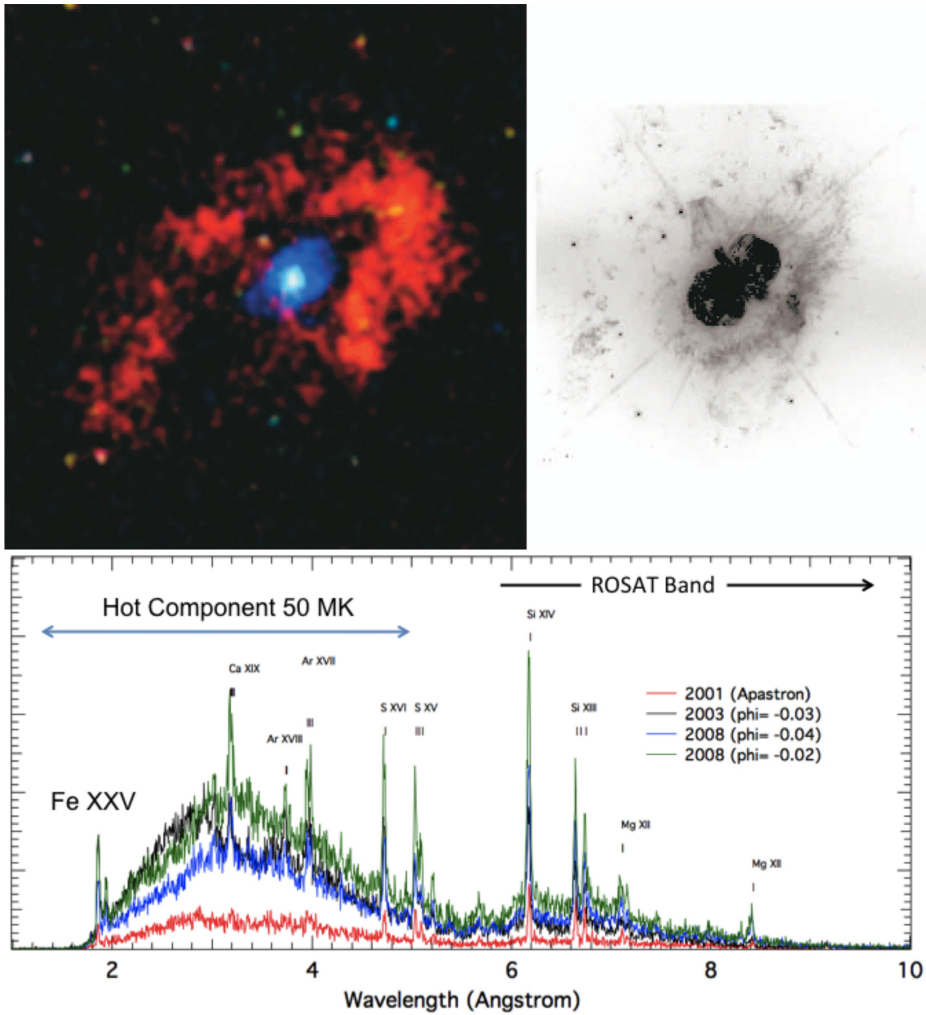 ROSAT Band
Hot Component 50 MK
Si XIV
Ar XVII
Ca XIX
2001 (Apastron)
2003 (phi= -0.03)
2008 (phi= -0.04)
2008 (phi= -0.02)
S XVI
S XV
Si XIII
Ar XVIII
Fe XXV
Mg XII
Mg XII
2
4
6
8
10
Wavelength (Angstrom)